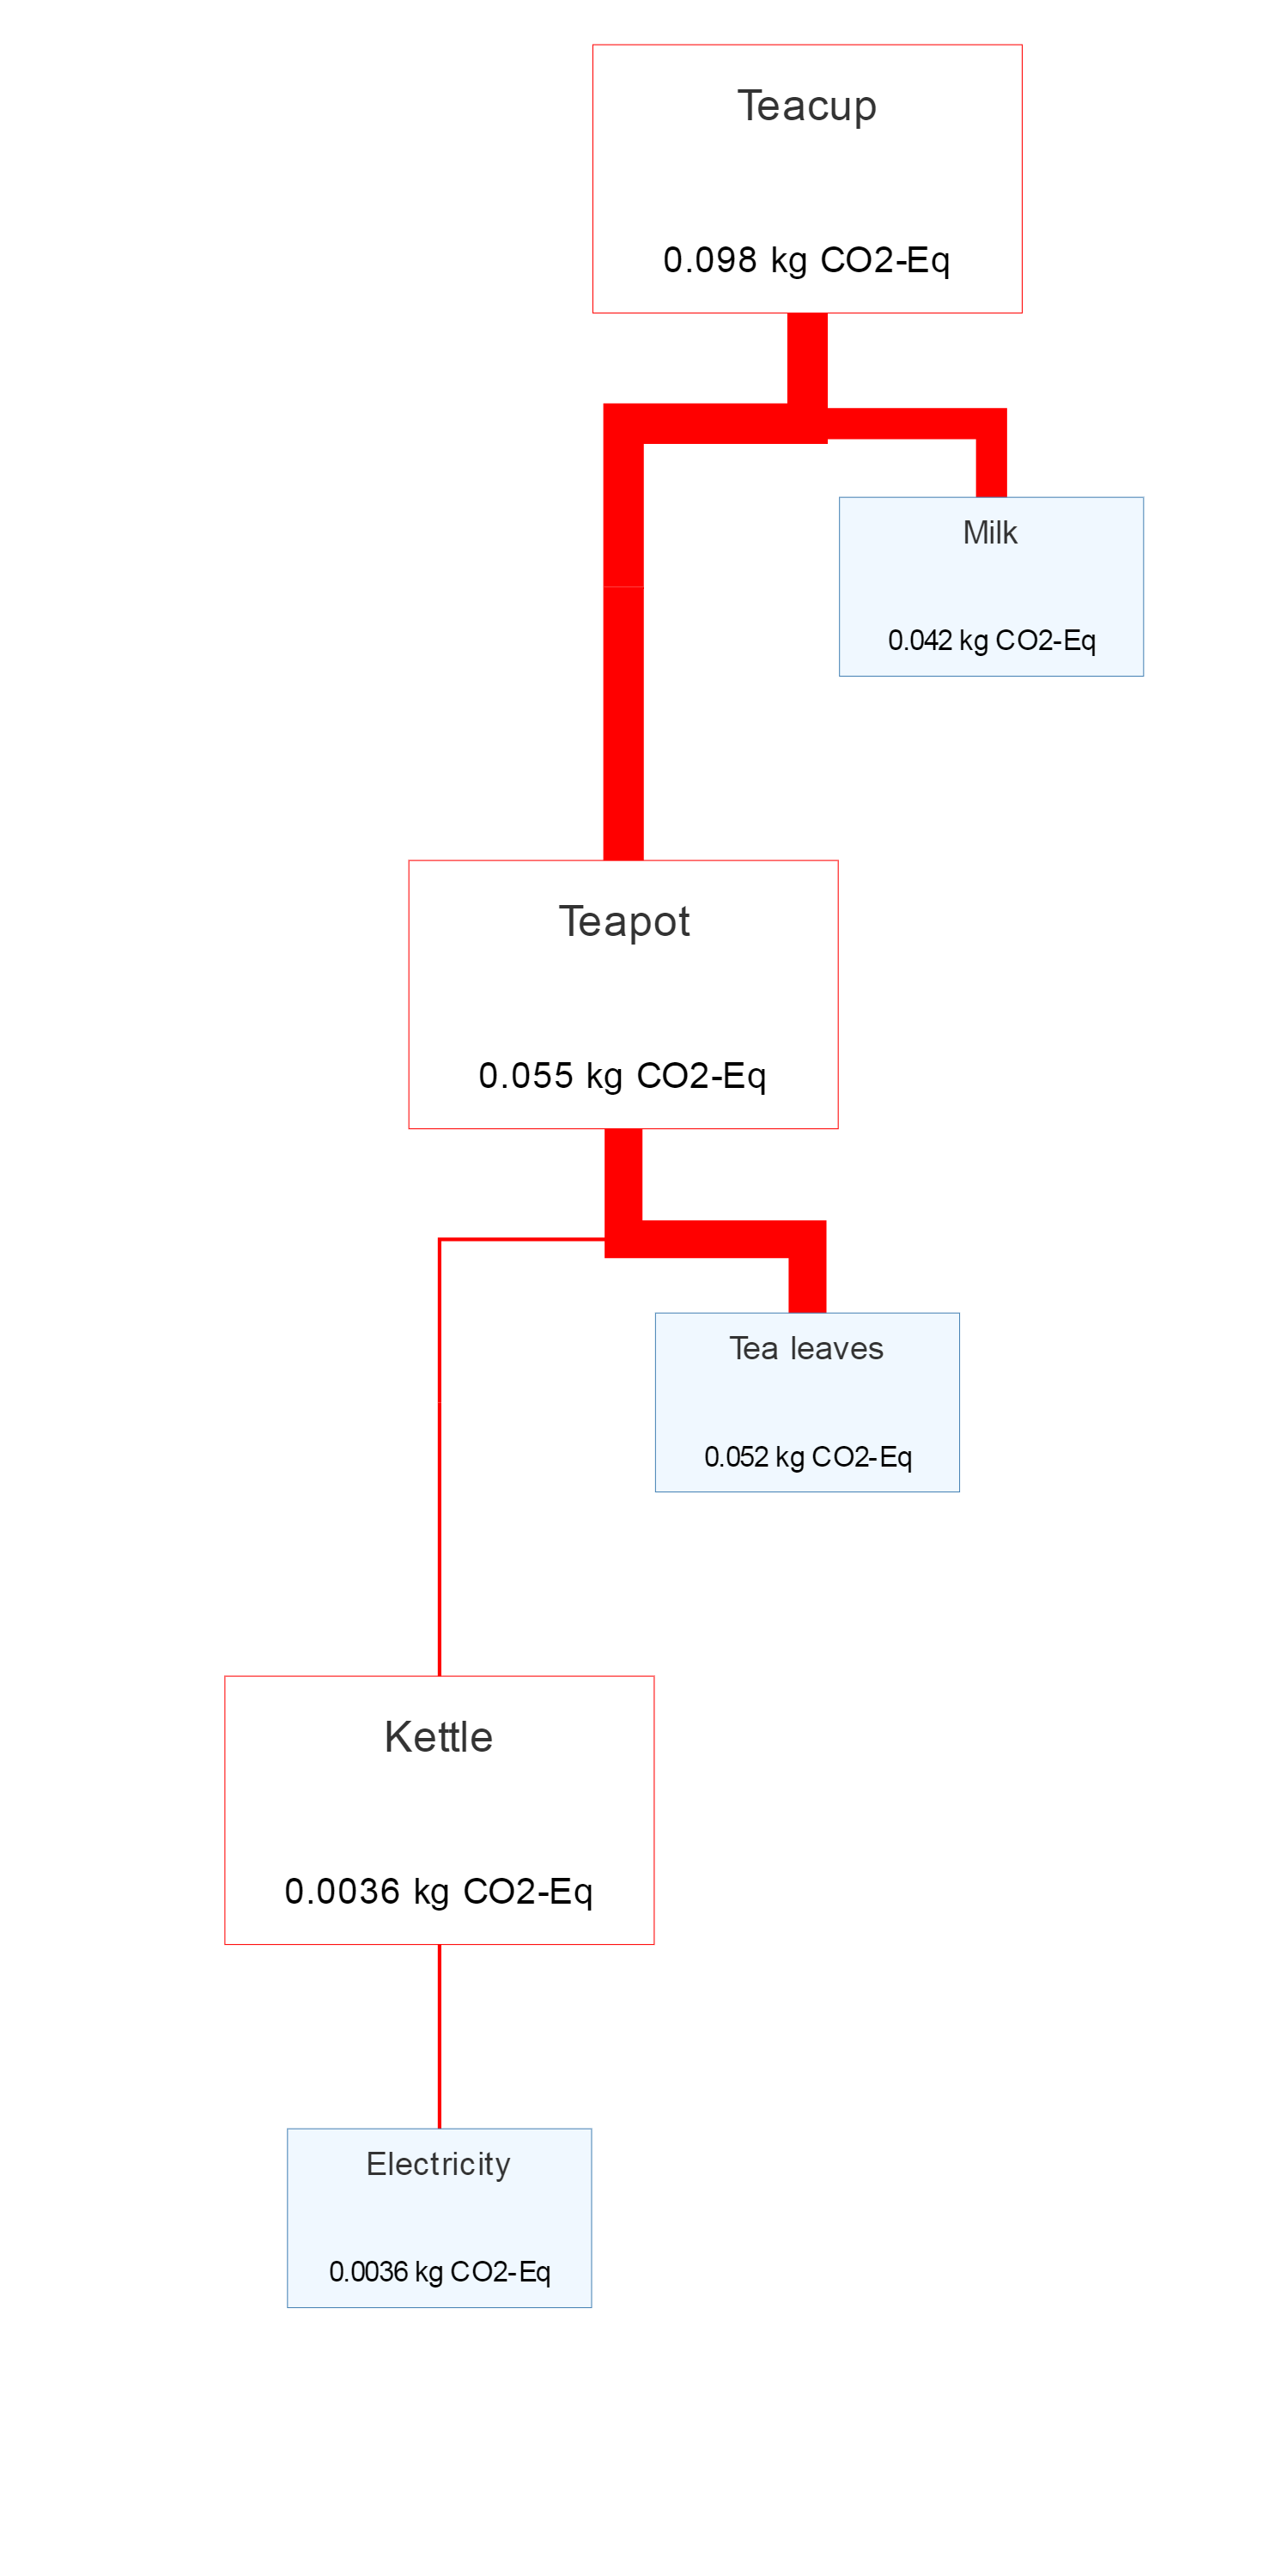 Teacup
0.098 kg CO2-Eq
Milk
0.042 kg CO2-Eq
Teapot
0.055 kg CO2-Eq
Tea leaves
0.052 kg CO2-Eq
Kettle
0.0036 kg CO2-Eq
Electricity
0.0036 kg CO2-Eq